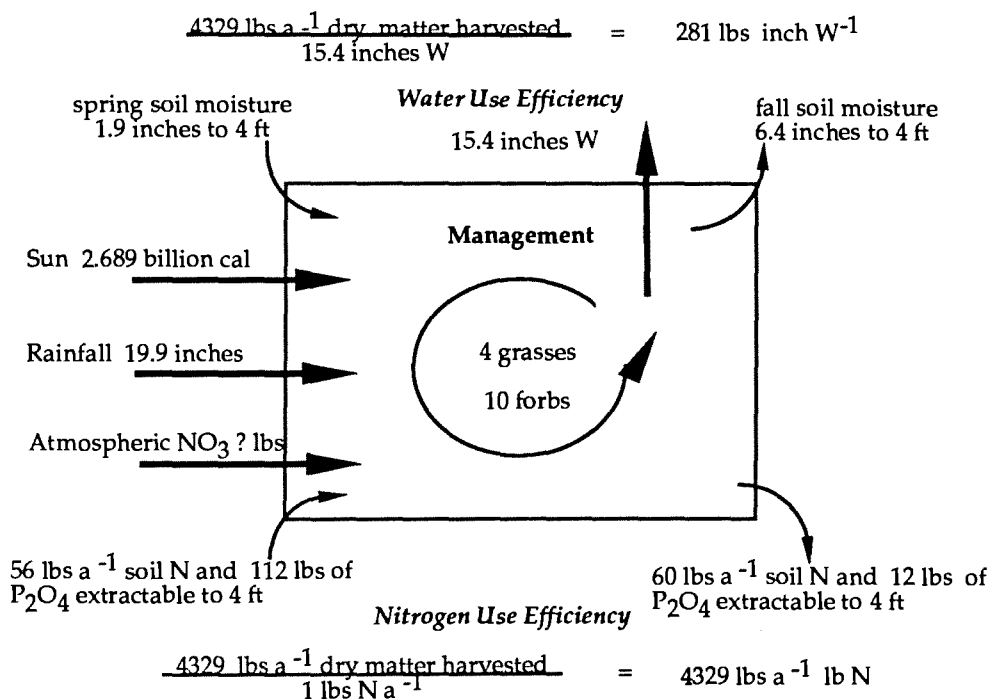 4329 lbs a -1 dry matter harvested = 281 lbs inch W-1
15.4 inches W
spring soil moisture
1.9 inches to 4 ft
Water Use Efficiency
15.4 inches W
fall soil moisture
6.4 inches to 4 ft
Management
Sun 2.689 billion cal
Rainfall 19.9 inches
4 grasses
10 forbs
Atmospheric NO3 ? lbs
56 lbs a -1 soil N and 112 lbs of
P2O4 extractable to 4 ft
60 lbs a -1 soil N and 12 lbs of
P2O4 extractable to 4 ft
Nitrogen Use Efficiency
4329 lbs a -1 dry matter harvested = 4329 lbs a -1 lb N
1 lbs N a -1